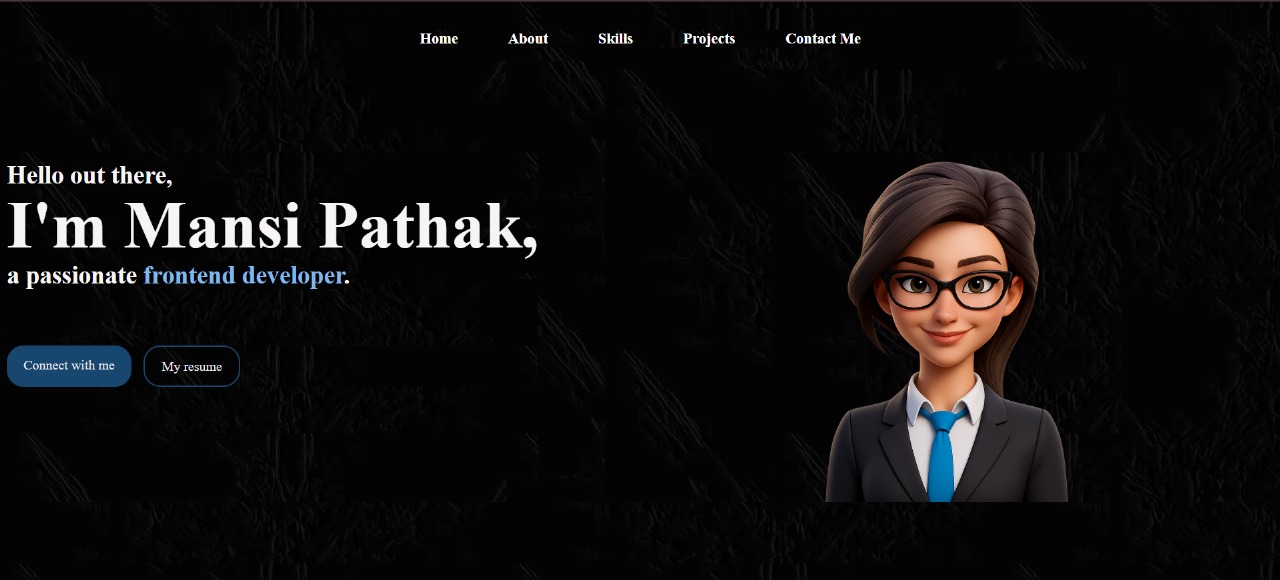 Home About Skills Projects Contact Me
Hello out there,
I'm Mansi Pathak,
a passionate frontend developer.
Connect with me My resume